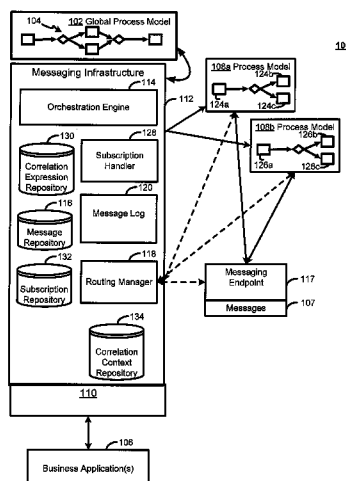 104
102 Global Process Model
10
Messaging Infrastructure
114
Orchestration Engine
112
130
128
Correlation
Expression
Repository
Subscription
Handler
116
120
Message
Repository
Message Log
132
118
Subscription
Repository
Routing Manager
134
Correlation
Context
Repository
110
106
Business Application(s)
108a Process Model
124b
124a
124c
108b Process Model
126b
126a
126c
Messaging
Endpoint
117
Messages
107